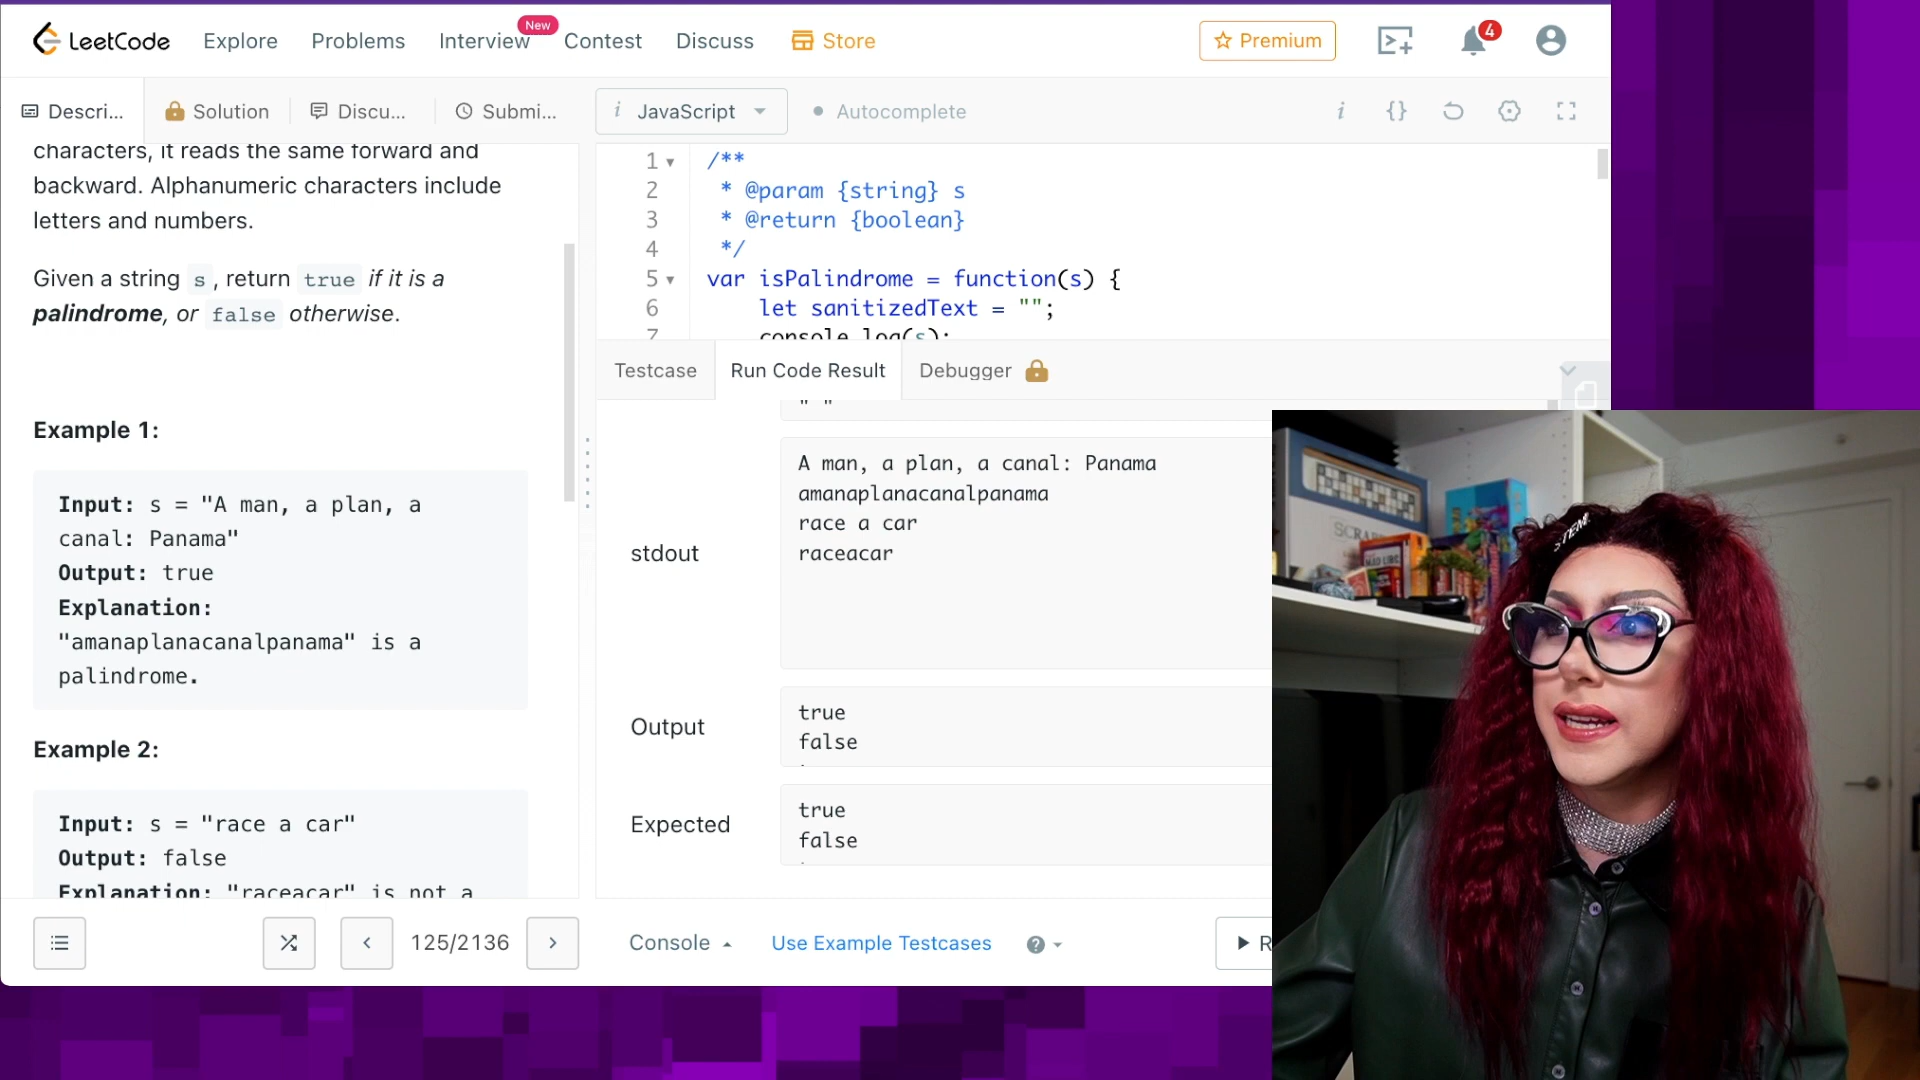 LeetCode
Explore
Problems
Interview
New
Contest
Discuss
Store
Premium
4
Descri...
Solution
Discu...
Submi...
characters, it reads the same forward and
backward. Alphanumeric characters include
letters and numbers.
Given a string s, return true if it is a
palindrome, or false otherwise.
Example 1:
Input: s = "A man, a plan, a
canal: Panama"
Output: true
Explanation:
"amanaplanacanalpanama" is a
palindrome.
Example 2:
Input: s = "race a car"
Output: false
Explanation: "raceacar" is not a
125/2136
i JavaScript
Autocomplete
i {}
1 /**
2 * @param {string} s
3 * @return {boolean}
4 */
5 var isPalindrome = function(s) {
6 let sanitizedText = "";
7 console.log(s);
Testcase
Run Code Result
Debugger
" "
stdout
A man, a plan, a canal: Panama
amanaplanacanalpanama
race a car
raceacar
Output
true
false
Expected
true
false
Console
Use Example Testcases
?
R
STEM